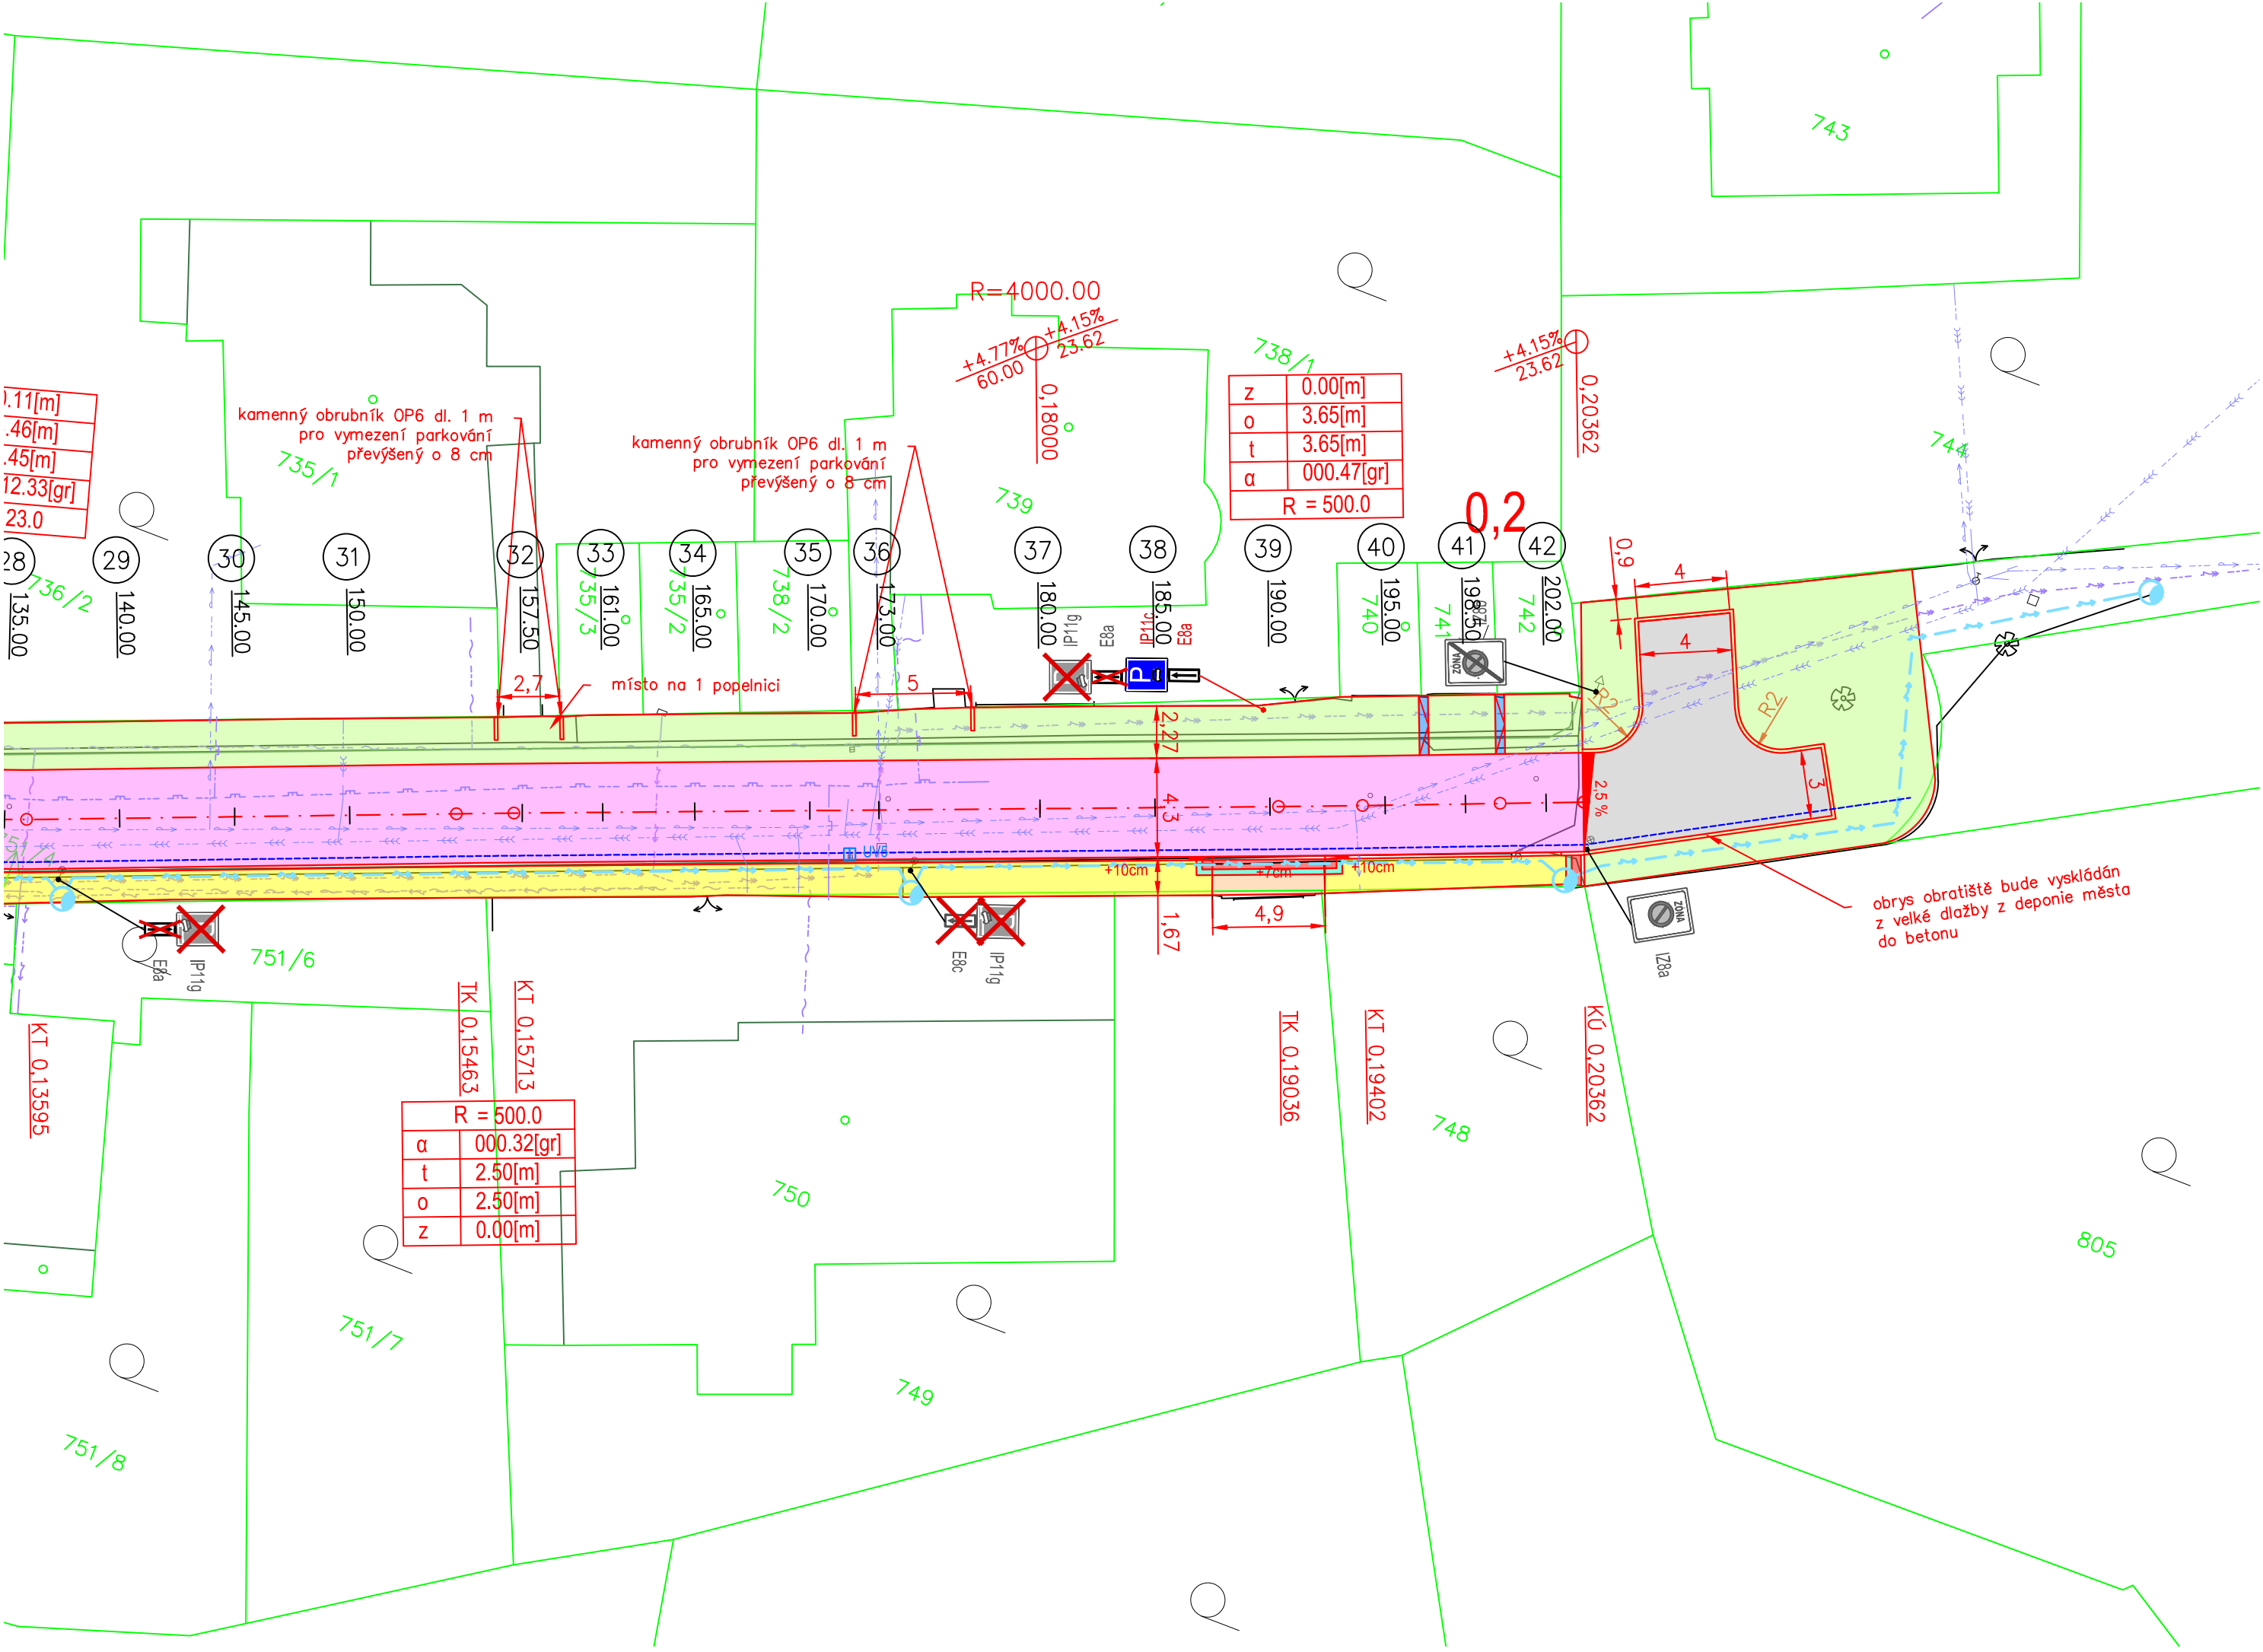 743
R=4000.00
+4.77%
60.00
+4.15%
23.62
0,18000
738/1
+4.15%
23.62
0,20362
z 0.00[m]
o 3.65[m]
t 3.65[m]
α 000.47[gr]
R = 500.0
.11[m]
.46[m]
.45[m]
12.33[gr]
23.0
kamenný obrubník OP6 dl. 1 m
pro vymezení parkování
převýšený o 8 cm
735/1
kamenný obrubník OP6 dl. 1 m
pro vymezení parkování
převýšený o 8 cm
739
744
0,2
28
29
30
31
32
33
34
35
36
37
38
39
40
41
42
736/2
735/3
735/2
738/2
740
741
742
135.00
140.00
145.00
150.00
157.50
161.00
165.00
170.00
173.00
180.00
185.00
190.00
195.00
198.50
202.00
IP11g
E8a
IP11c
E8a
P
ZÓNA
0,9
4
4
R2
R2
3
2,7
místo na 1 popelnici
5
2,27
4,3
1,67
2,5 %
UV5
+10cm
+7cm
+10cm
4,9
E8a
IP11g
E8c
IP11g
ZÓNA
IZ8a
obrys obratiště bude vyskládán
z velké dlažby z deponie města
do betonu
751/6
KT 0,13595
TK 0,15463
KT 0,15713
TK 0,19036
KT 0,19402
KÚ 0,20362
R = 500.0
α 000.32[gr]
t 2.50[m]
o 2.50[m]
z 0.00[m]
748
750
805
751/7
749
751/8